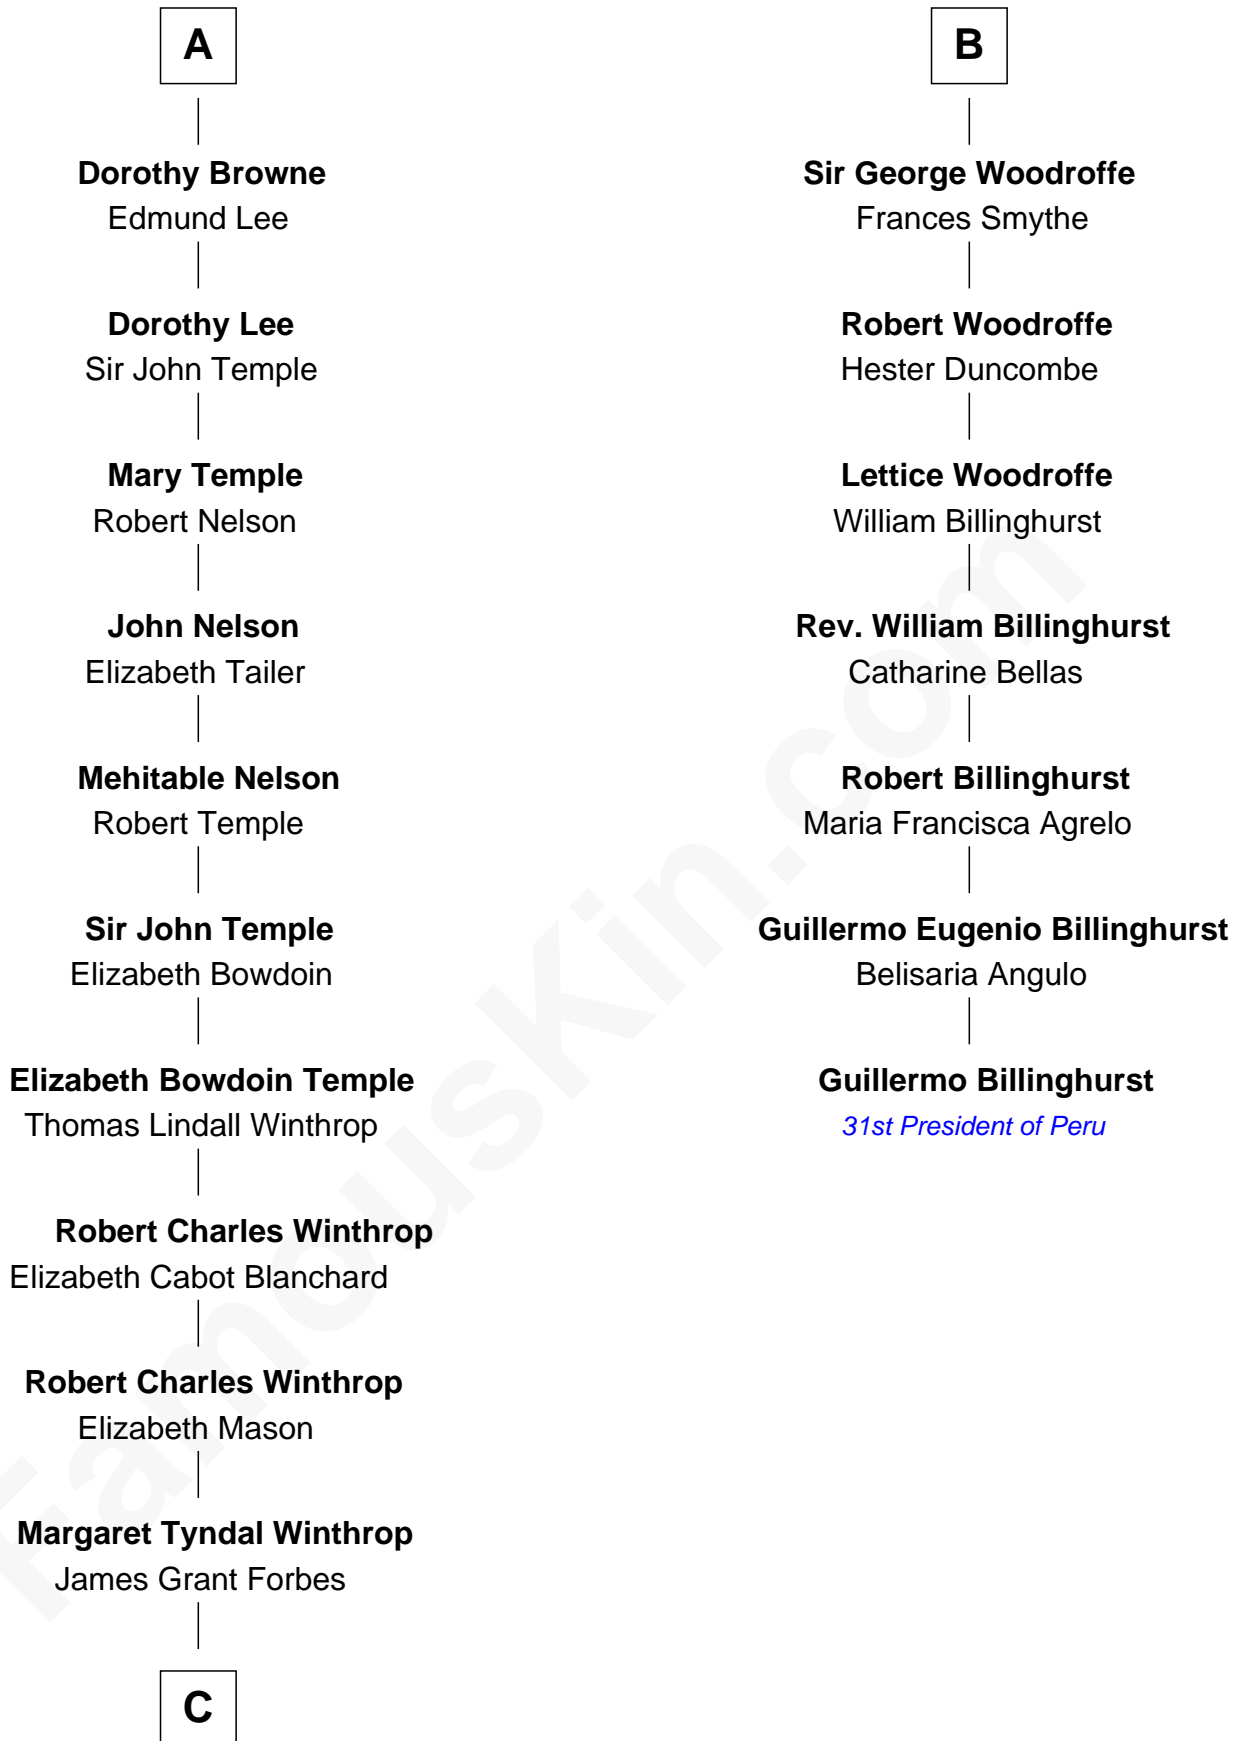 A
Dorothy Browne
Edmund Lee
Dorothy Lee
Sir John Temple
Mary Temple
Robert Nelson
John Nelson
Elizabeth Tailer
Mehitable Nelson
Robert Temple
Sir John Temple
Elizabeth Bowdoin
Elizabeth Bowdoin Temple
Thomas Lindall Winthrop
Robert Charles Winthrop
Elizabeth Cabot Blanchard
Robert Charles Winthrop
Elizabeth Mason
Margaret Tyndal Winthrop
James Grant Forbes
C
B
Sir George Woodroffe
Frances Smythe
Robert Woodroffe
Hester Duncombe
Lettice Woodroffe
William Billinghurst
Rev. William Billinghurst
Catharine Bellas
Robert Billinghurst
Maria Francisca Agrelo
Guillermo Eugenio Billinghurst
Belisaria Angulo
Guillermo Billinghurst
31st President of Peru
FamousKin.com